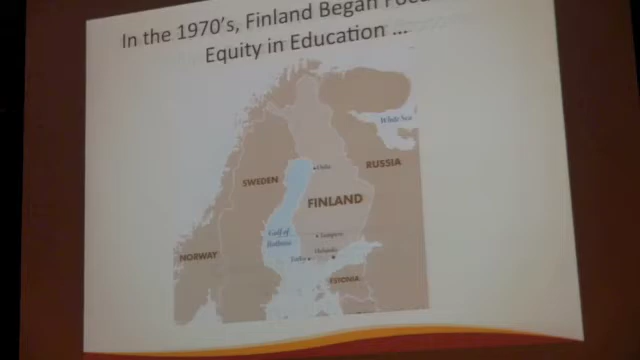 In the 1970's, Finland Began
Equity in Education ...
White Sea
Oulu
RUSSIA
SWEDEN
FINLAND
Gulf of
Bothnia
Tampere
Helsinki
Turku
NORWAY
ESTONIA